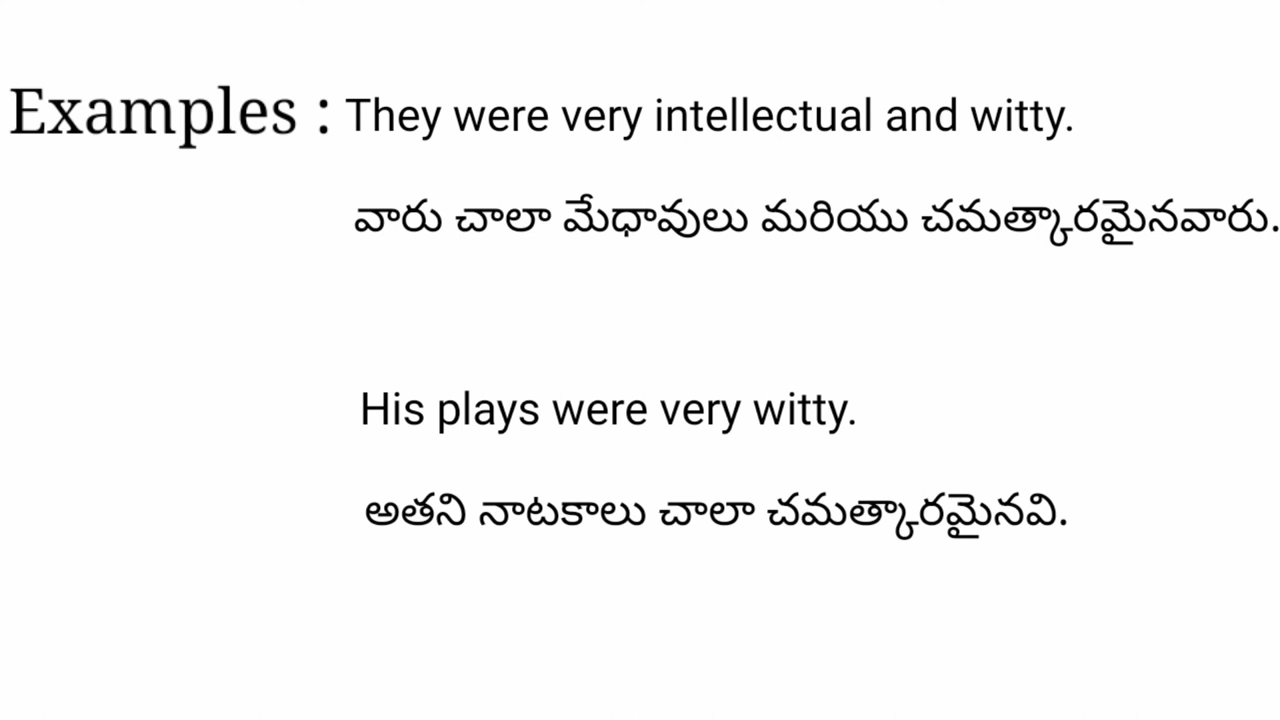 Examples : They were very intellectual and witty.
వారు చాలా మేధావులు మరియు చమత్కారమైనవారు.
His plays were very witty.
అతని నాటకాలు చాలా చమత్కారమైనవి.